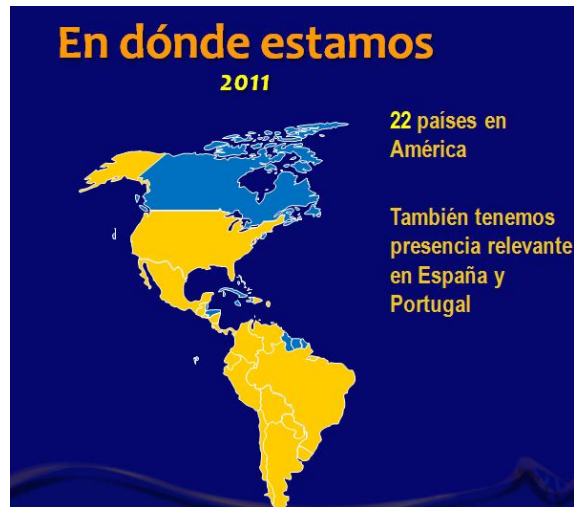 En dónde estamos
2011
22 países en
América
También tenemos
presencia relevante
en España y
Portugal